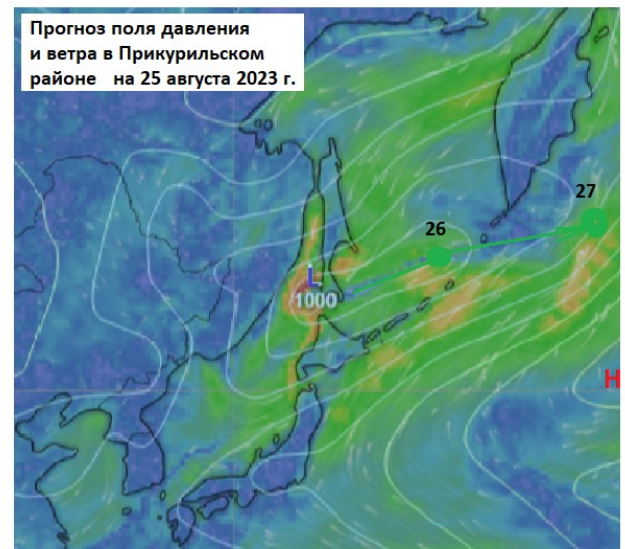 Прогноз поля давления
и ветра в Прикурильском
районе на 25 августа 2023 г.
27
26
L
1000
H